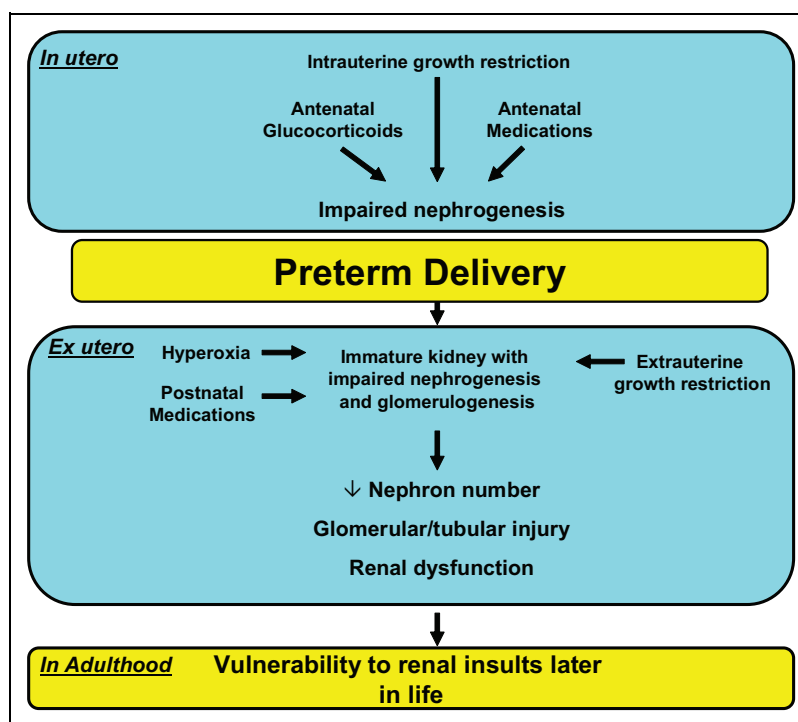 In utero
Intrauterine growth restriction
Antenatal
Glucocorticoids
Antenatal
Medications
Impaired nephrogenesis
Preterm Delivery
Ex utero
Hyperoxia
Postnatal
Medications
Immature kidney with
impaired nephrogenesis
and glomerulogenesis
Extrauterine
growth restriction
↓ Nephron number
Glomerular/tubular injury
Renal dysfunction
In Adulthood
Vulnerability to renal insults later
in life